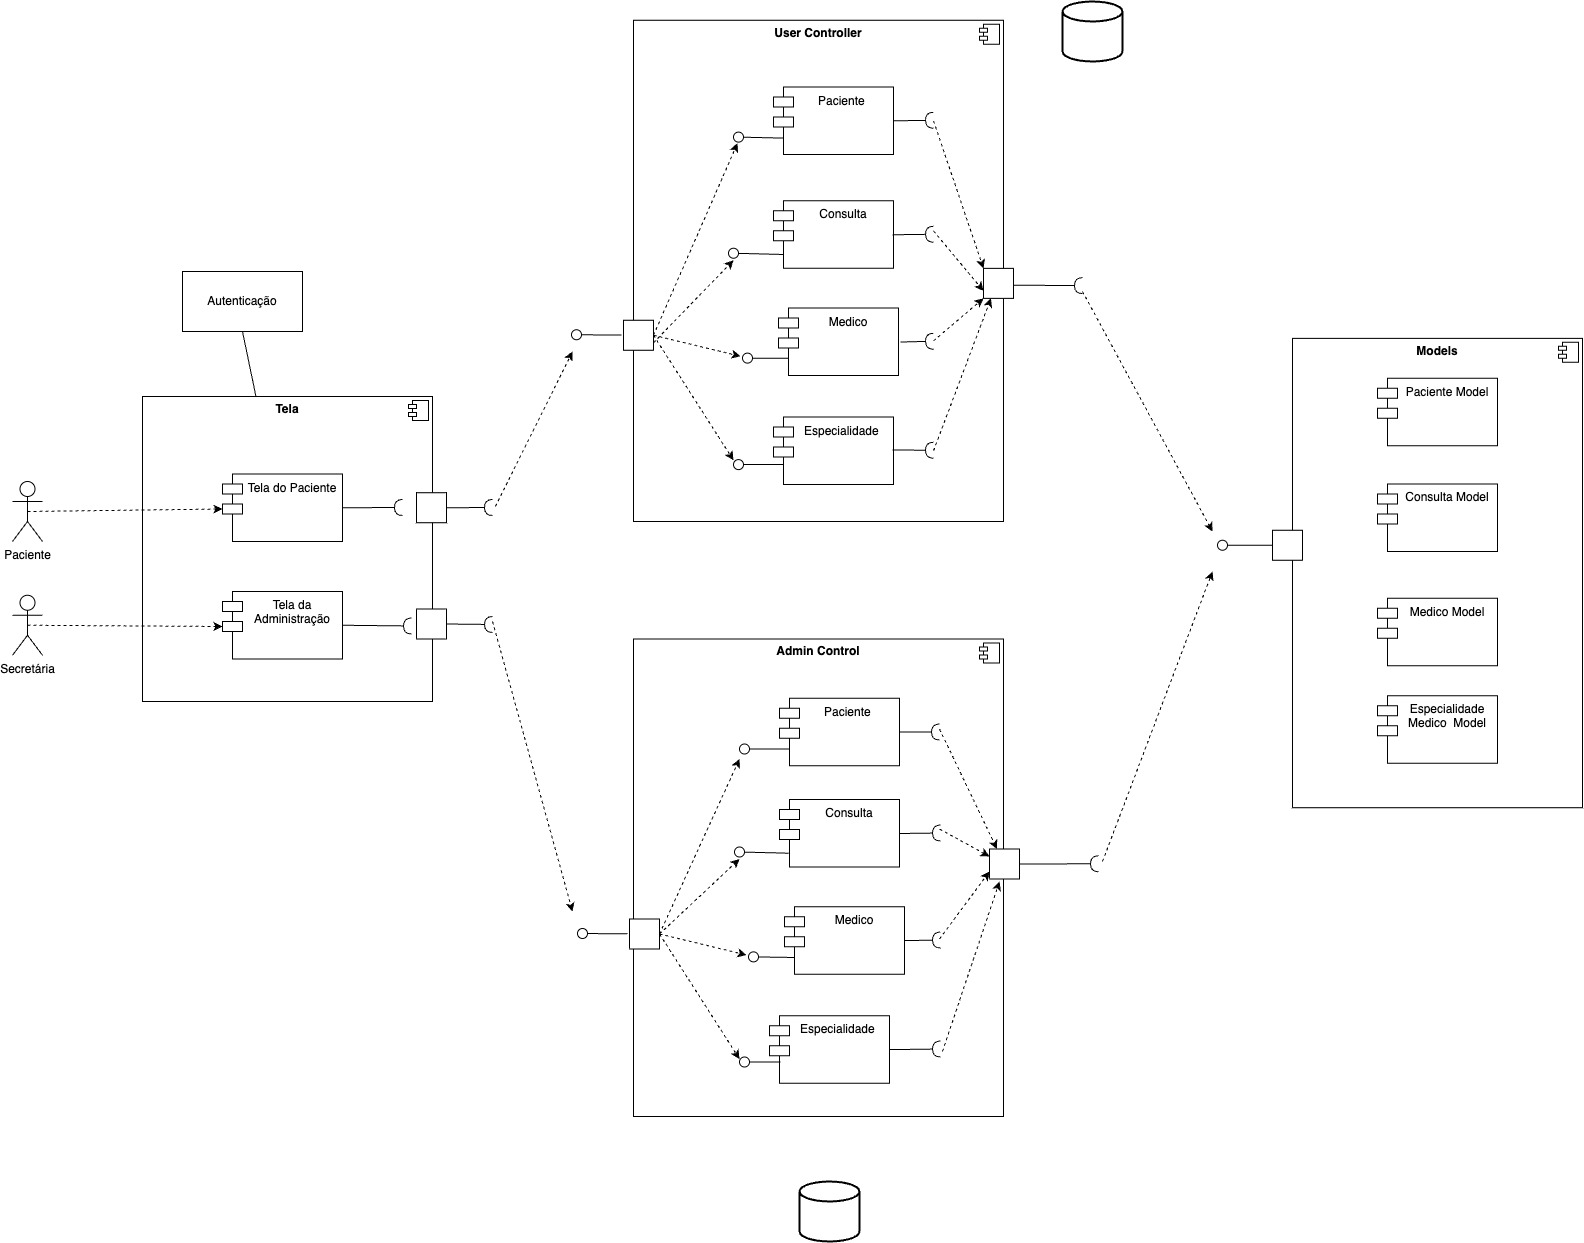 User Controller
Paciente
Consulta
Medico
Especialidade
Autenticação
Tela
Tela do Paciente
Tela da
Administração
Paciente
Secretária
Models
Paciente Model
Consulta Model
Medico Model
Especialidade
Medico  Model
Admin Control
Paciente
Consulta
Medico
Especialidade